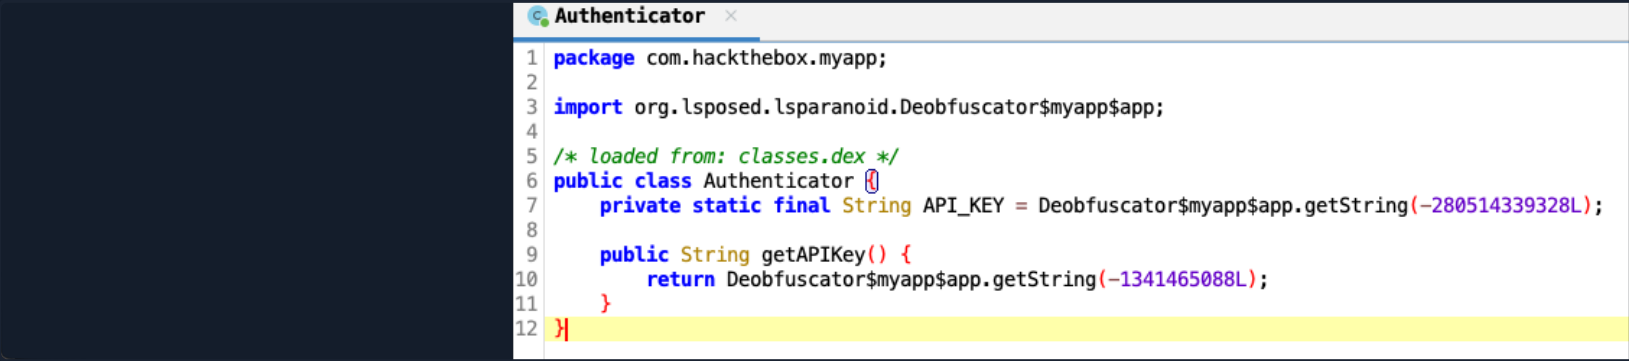 Authenticator ×
1 package com.hackthebox.myapp;
2
3 import org.lsposed.lsparanoid.Deobfuscator$myapp$app;
4
5 /* loaded from: classes.dex */
6 public class Authenticator {
7 private static final String API_KEY = Deobfuscator$myapp$app.getString(-280514339328L);
8
9 public String getAPIKey() {
10 return Deobfuscator$myapp$app.getString(-1341465088L);
11 }
12 }